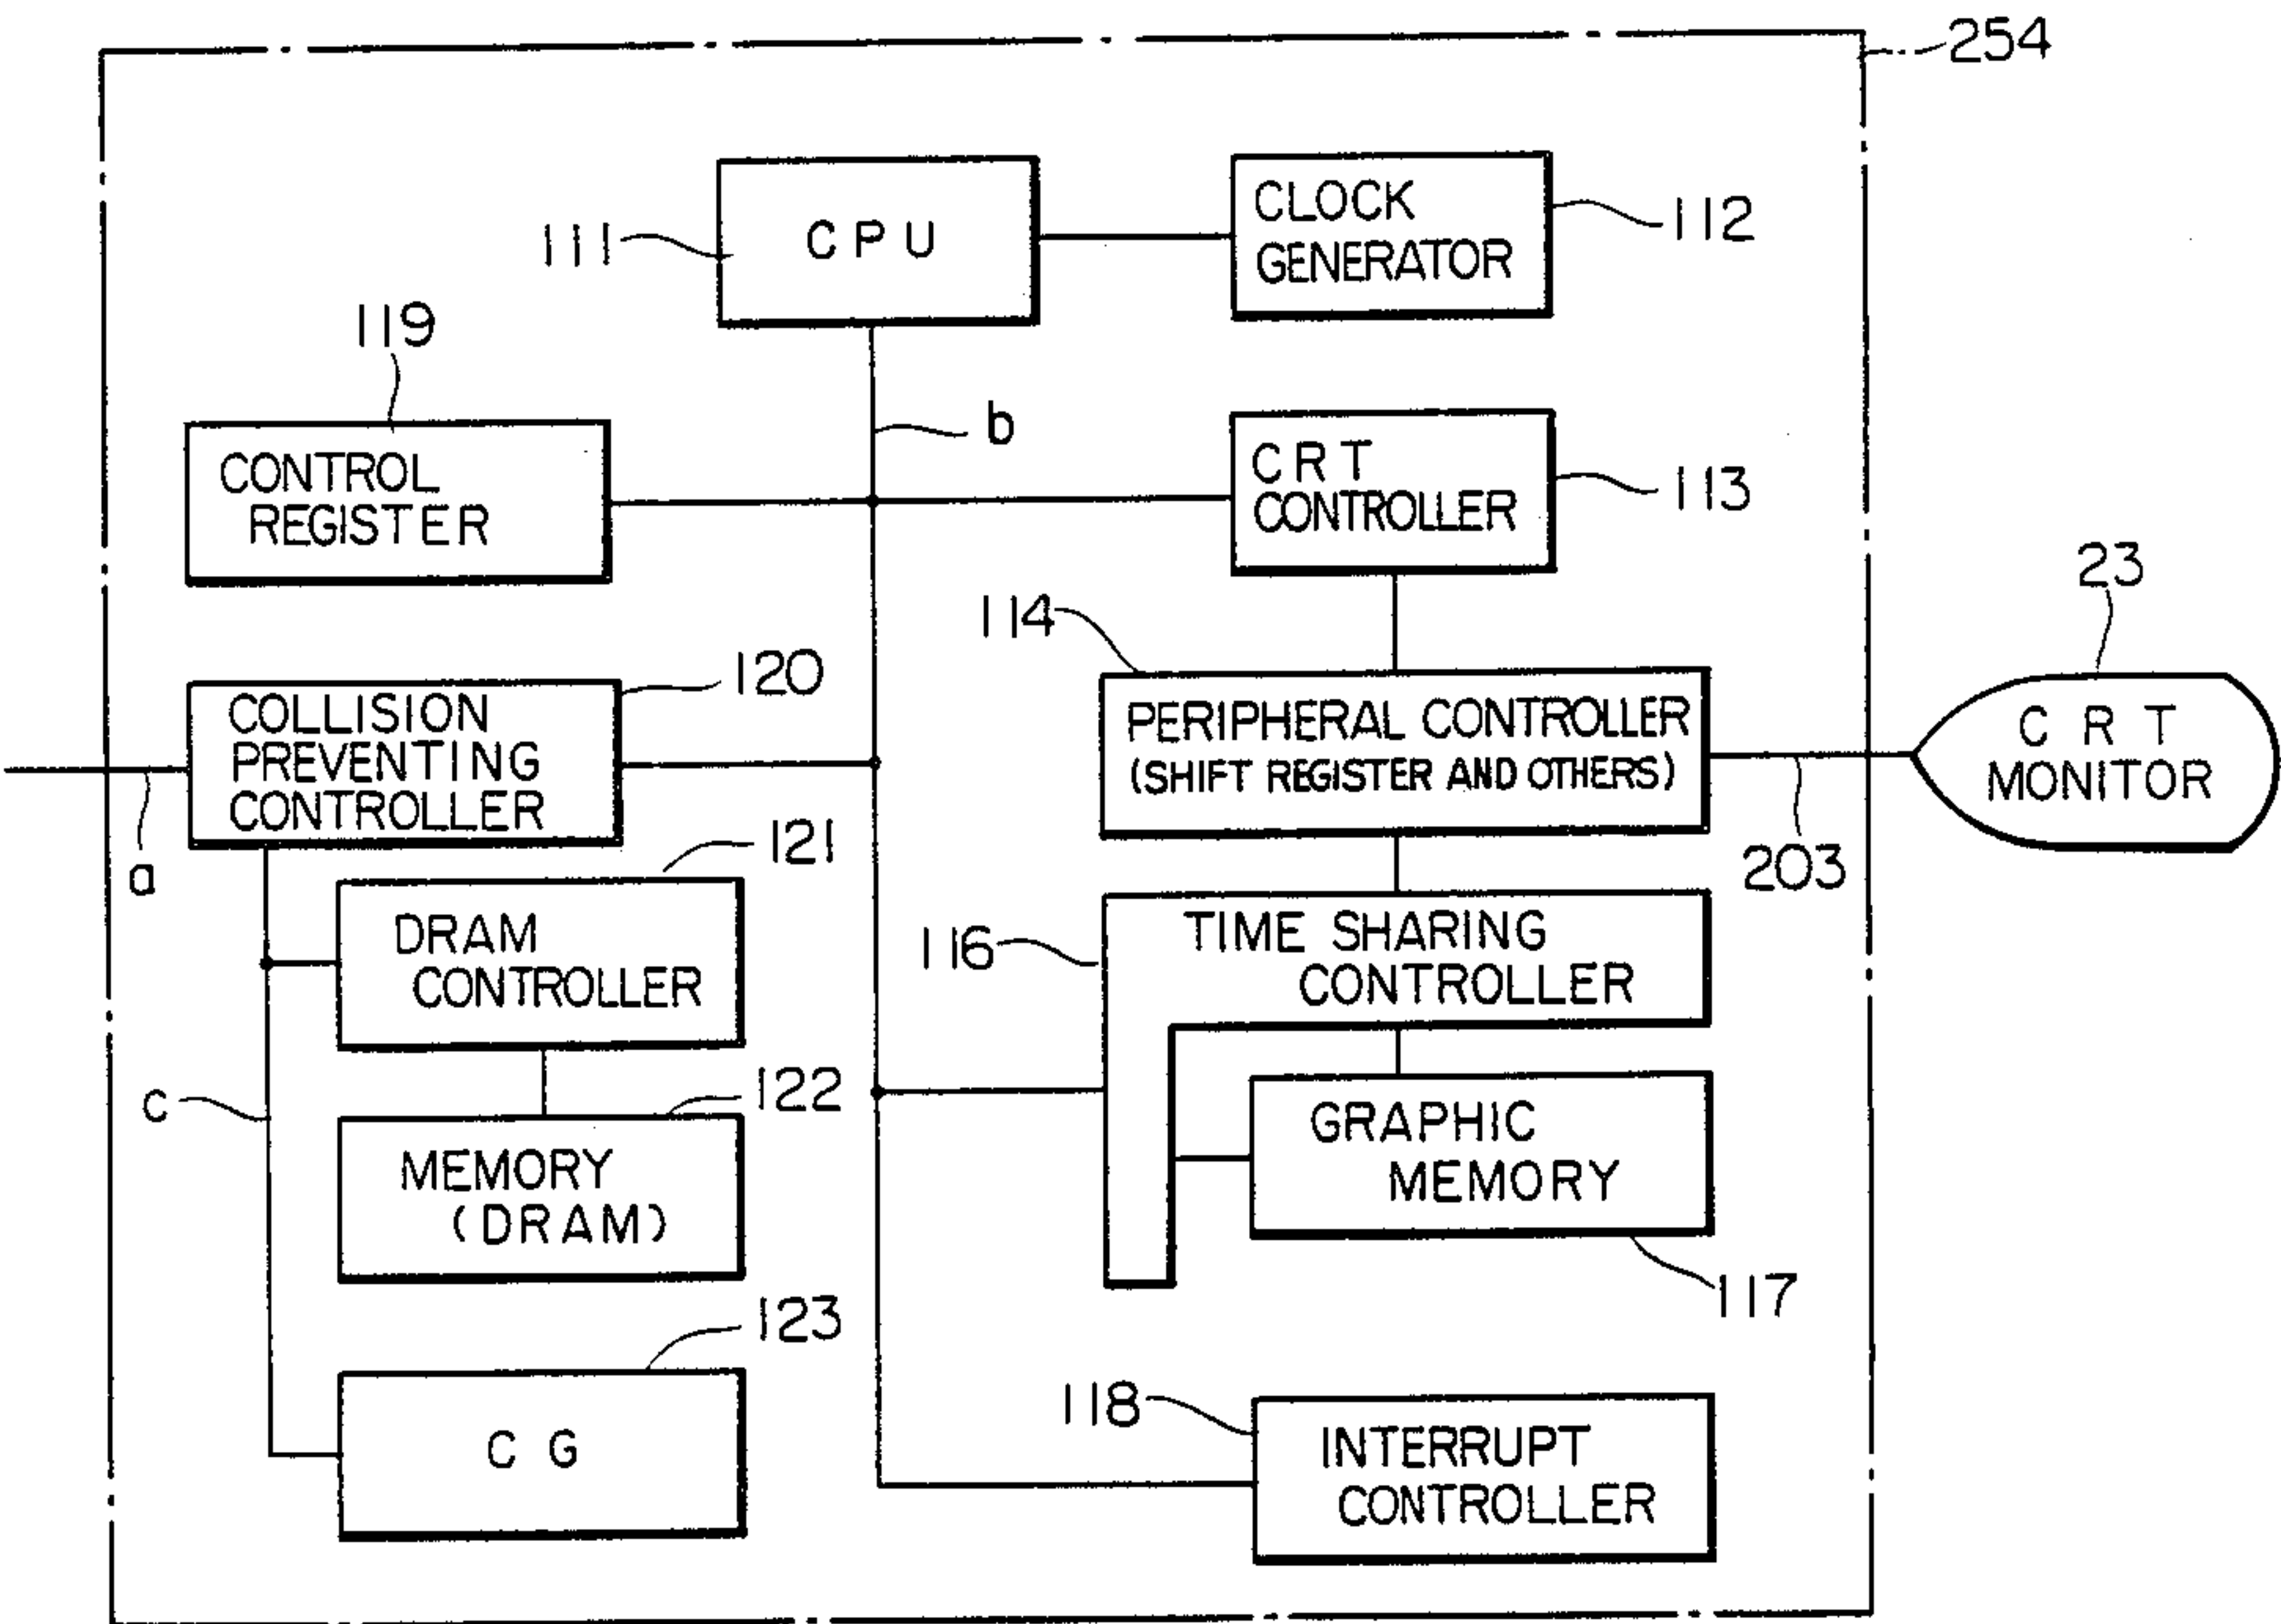 254
CPU
111
CLOCK
GENERATOR
112
119
CONTROL
REGISTER
b
CRT
CONTROLLER
113
114
PERIPHERAL CONTROLLER
(SHIFT REGISTER AND OTHERS)
23
CRT
MONITOR
203
120
COLLISION
PREVENTING
CONTROLLER
a
121
DRAM
CONTROLLER
116
TIME SHARING
CONTROLLER
c
122
MEMORY
(DRAM)
GRAPHIC
MEMORY
117
123
CG
118
INTERRUPT
CONTROLLER